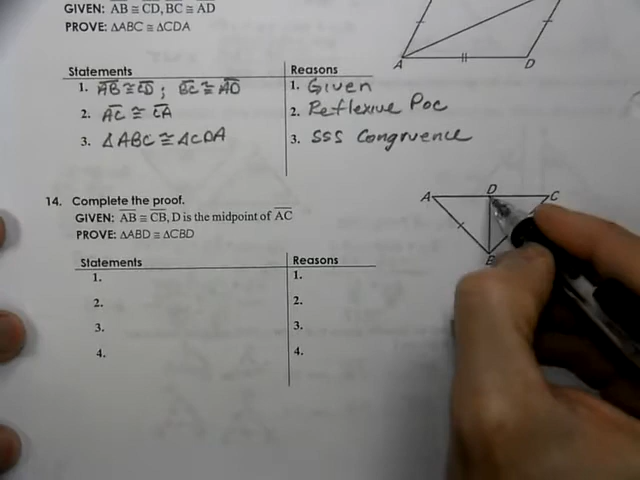 GIVEN: AB ≅ CD, BC ≅ AD
PROVE: ΔABC ≅ ΔCDA
A
D
Statements Reasons
1. AB ≅ CD ; BC ≅ AD 1. Given
2. AC ≅ CA 2. Reflexive PoC
3. ΔABC ≅ ΔCDA 3. SSS Congruence
14. Complete the proof.
GIVEN: AB ≅ CB, D is the midpoint of AC
PROVE: ΔABD ≅ ΔCBD
A D C
B
Statements Reasons
1. 1.
2. 2.
3. 3.
4. 4.